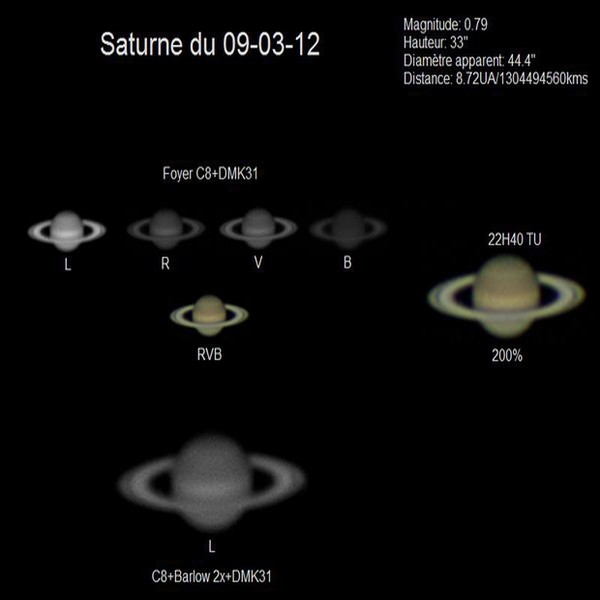 Saturne du 09-03-12
Magnitude: 0.79
Hauteur: 33"
Diamètre apparent: 44.4"
Distance: 8.72UA/1304494560kms
Foyer C8+DMK31
L
R
V
B
22H40 TU
RVB
200%
L
C8+Barlow 2x+DMK31